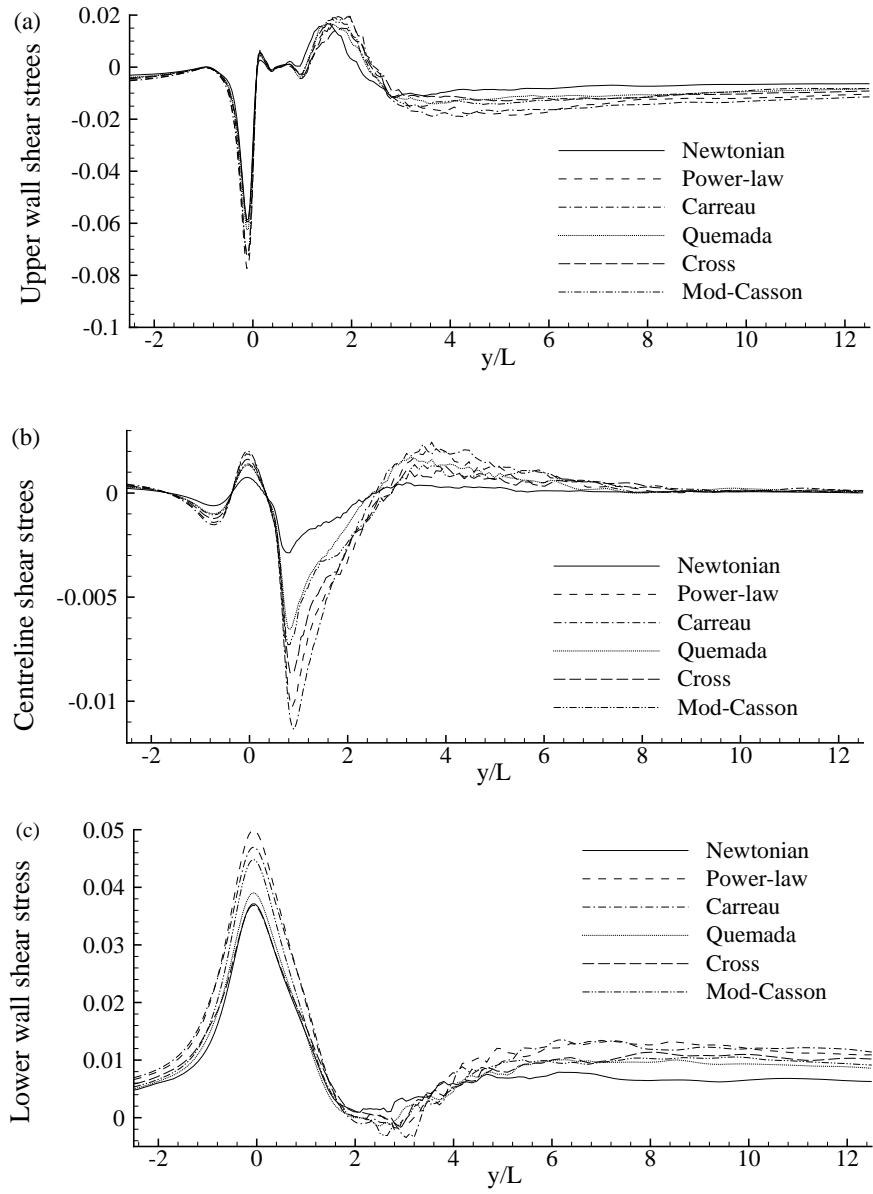 (a)
Upper wall shear strees
0.02
0
-0.02
-0.04
-0.06
-0.08
-0.1
-2 0 2 4 6 8 10 12
y/L
Newtonian
Power-law
Carreau
Quemada
Cross
Mod-Casson
(b)
Centreline shear strees
0
-0.005
-0.01
-2 0 2 4 6 8 10 12
y/L
Newtonian
Power-law
Carreau
Quemada
Cross
Mod-Casson
(c)
Lower wall shear stress
0.05
0.04
0.03
0.02
0.01
0
-2 0 2 4 6 8 10 12
y/L
Newtonian
Power-law
Carreau
Quemada
Cross
Mod-Casson